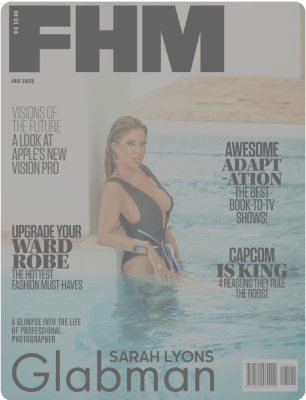 FHM
JULY 2023
VISIONS OF
THE FUTURE
A LOOK AT
APPLE'S NEW
VISION PRO
AWESOME
ADAPT
-ATION
THE BEST
BOOK-TO-TV
SHOWS!
UPGRADE YOUR
WARD
ROBE
THE HOTTEST
FASHION MUST-HAVES
CAPCOM
IS KING
4 REASONS THEY RULE
THE ROOST
A GLIMPSE INTO THE LIFE
OF PROFESSIONAL
PHOTOGRAPHER
SARAH LYONS
Glabman